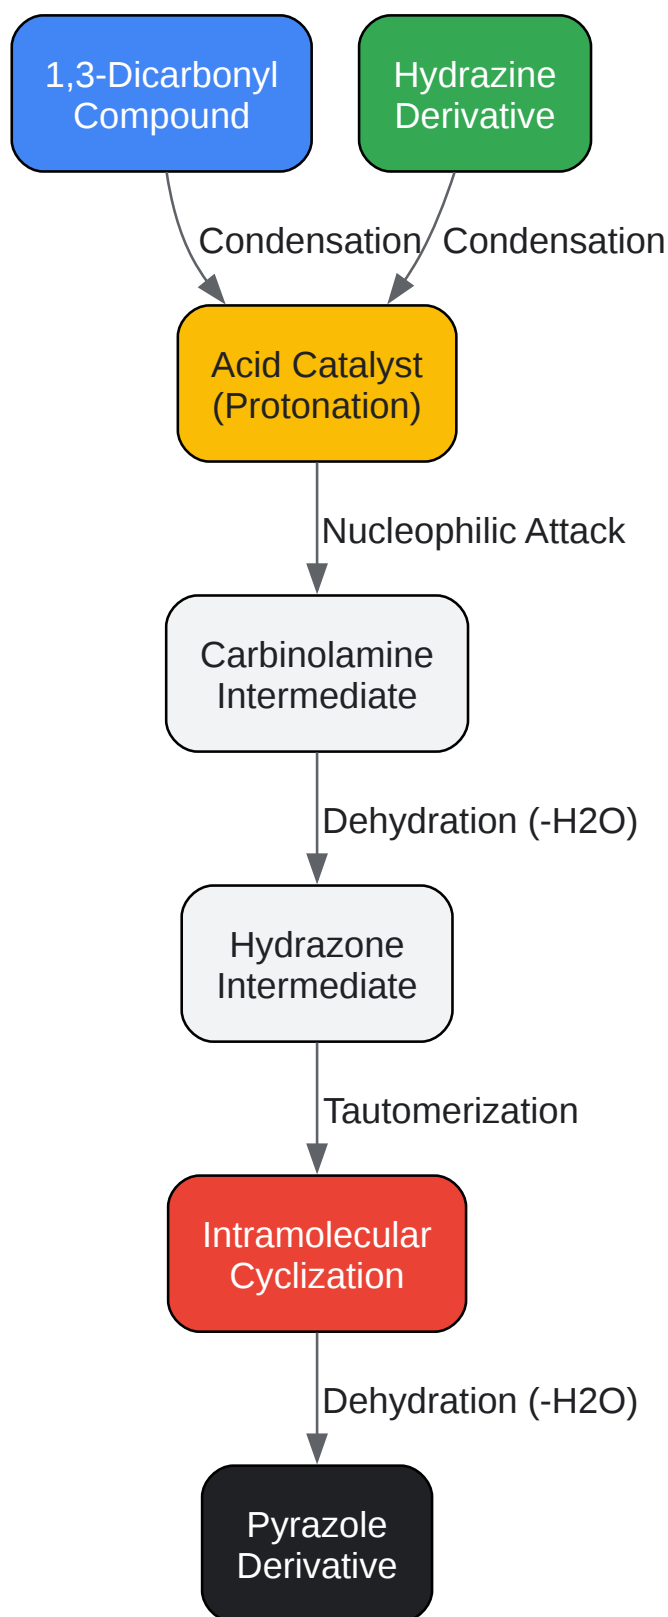 1,3-Dicarbonyl
Compound
Hydrazine
Derivative
Condensation
Condensation
Acid Catalyst
(Protonation)
Nucleophilic Attack
Carbinolamine
Intermediate
Dehydration (-H2O)
Hydrazone
Intermediate
Tautomerization
Intramolecular
Cyclization
Dehydration (-H2O)
Pyrazole
Derivative